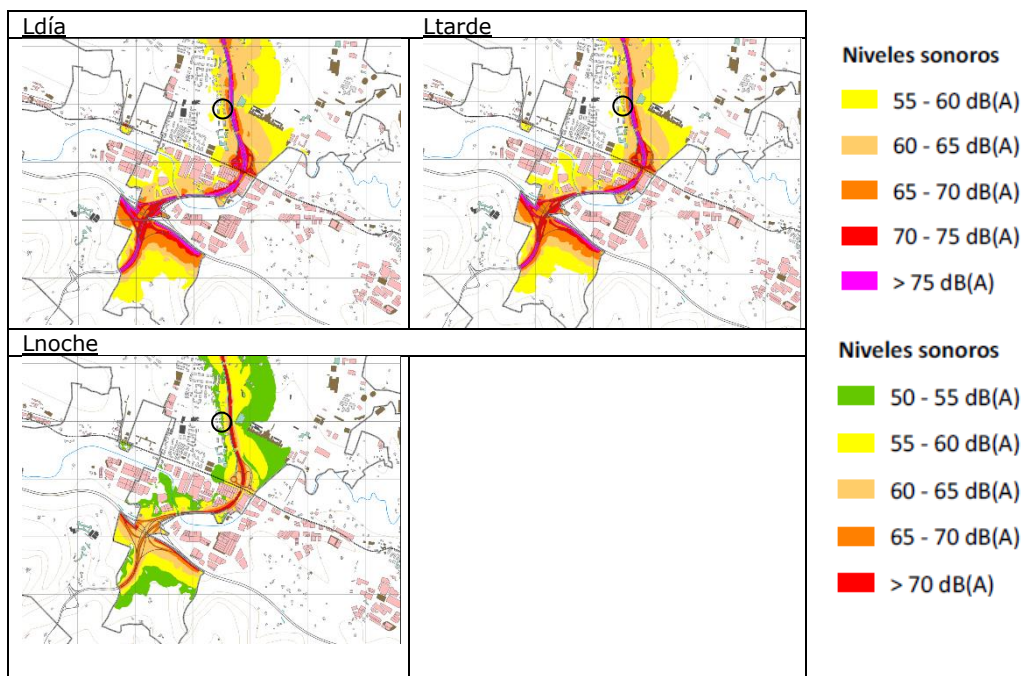 Ldía
Ltarde
Lnoche
Niveles sonoros
55 - 60 dB(A)
60 - 65 dB(A)
65 - 70 dB(A)
70 - 75 dB(A)
> 75 dB(A)
Niveles sonoros
50 - 55 dB(A)
55 - 60 dB(A)
60 - 65 dB(A)
65 - 70 dB(A)
> 70 dB(A)